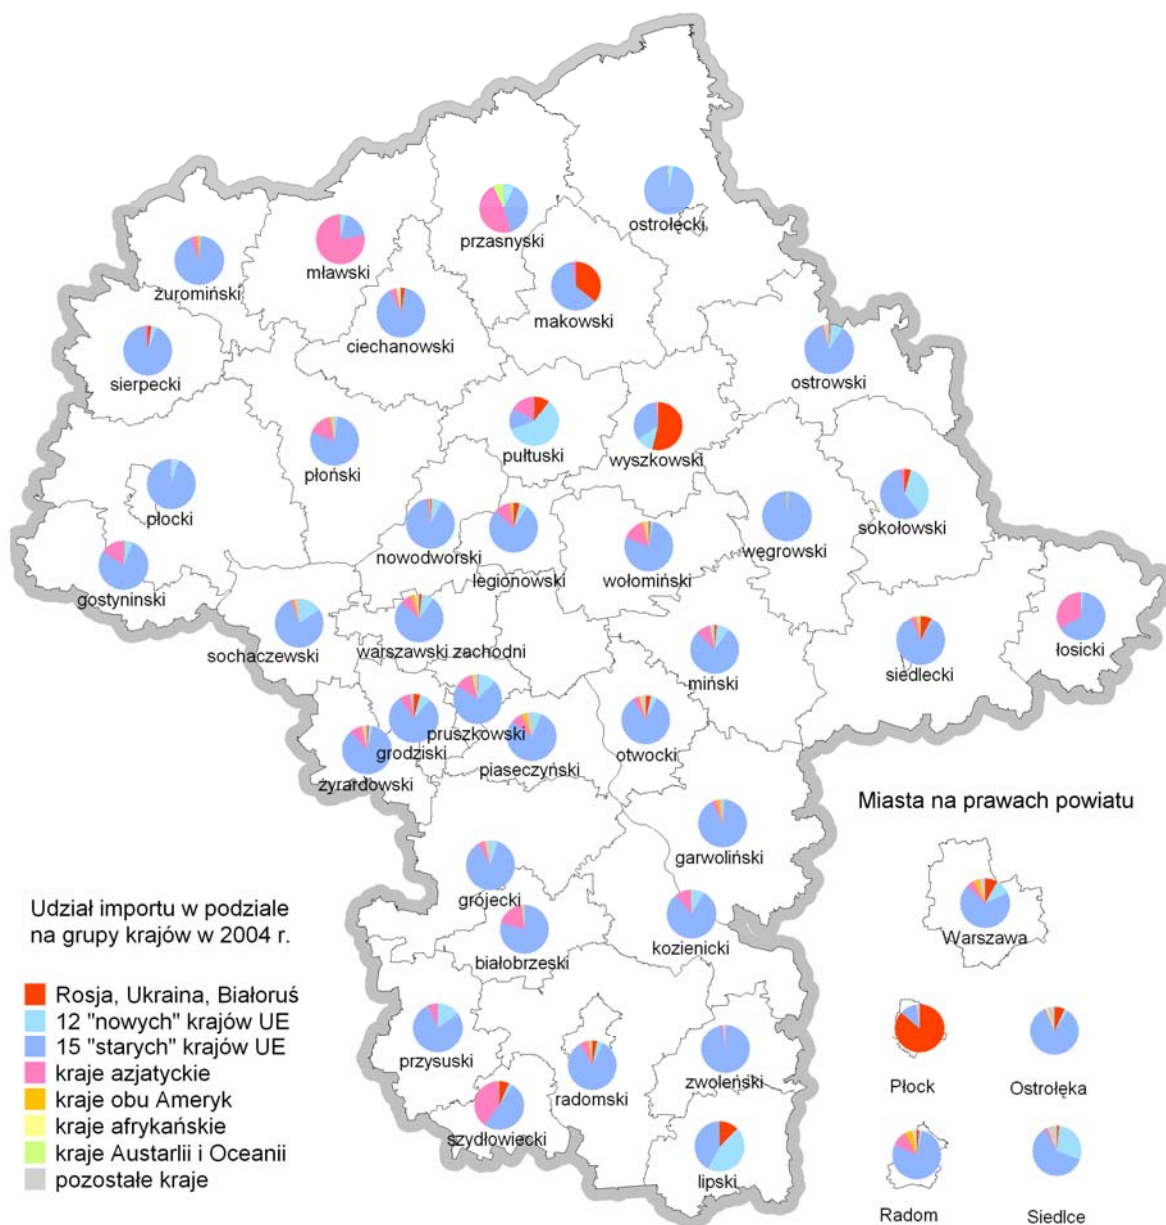 ostrołęcki
przasnyski
mławski
żuromiński
makowski
ciechanowski
ostrowski
sierpecki
pułtuski
wyszkowski
płoński
sokołowski
płocki
nowodworski
węgrowski
legionowski
wołomiński
gostyninski
sochaczewski
warszawski zachodni
łosicki
siedlecki
miński
pruszkowski
grodziski
piaseczyński
otwocki
żyrardowski
Miasta na prawach powiatu
garwoliński
grójecki
Udział importu w podziale
na grupy krajów w 2004 r.
kozienicki
Warszawa
białobrzeski
Rosja, Ukraina, Białoruś
12 "nowych" krajów UE
15 "starych" krajów UE
kraje azjatyckie
kraje obu Ameryk
kraje afrykańskie
kraje Austarlii i Oceanii
pozostałe kraje
przysuski
radomski
zwoleński
Płock
Ostrołęka
szydłowiecki
lipski
Radom
Siedlce